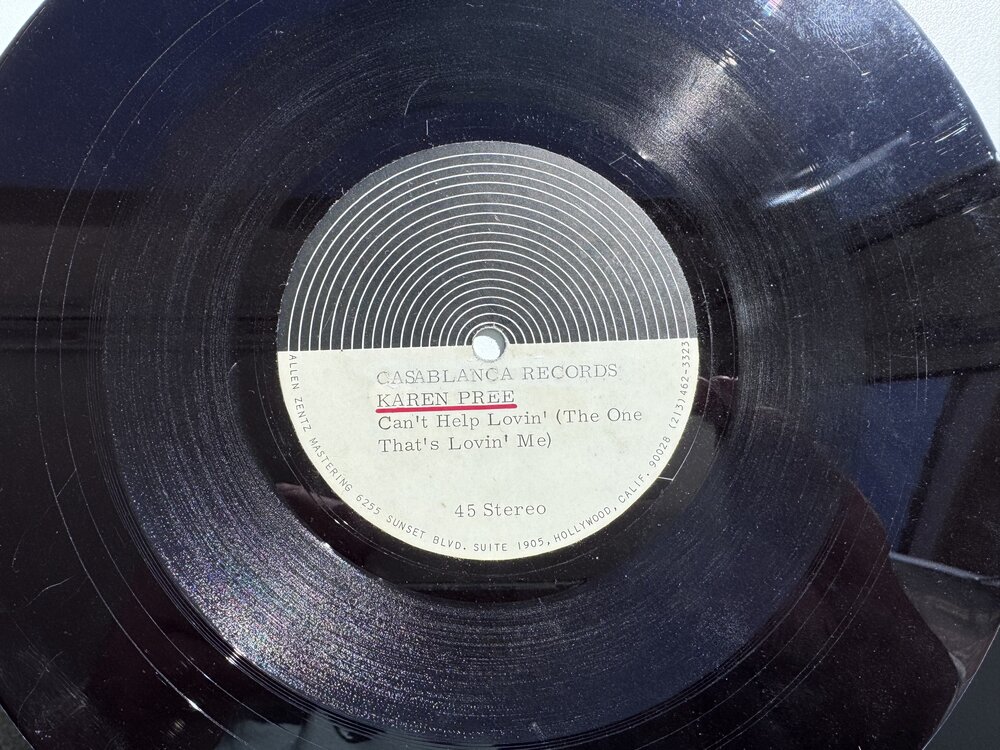 CASABLANCA RECORDS
KAREN PREE
Can't Help Lovin' (The One
That's Lovin' Me)
45 Stereo
ALLEN ZENTZ MASTERING 6255 SUNSET BLVD. SUITE 1905, HOLLYWOOD, CALIF. 90028 (213) 462-3323